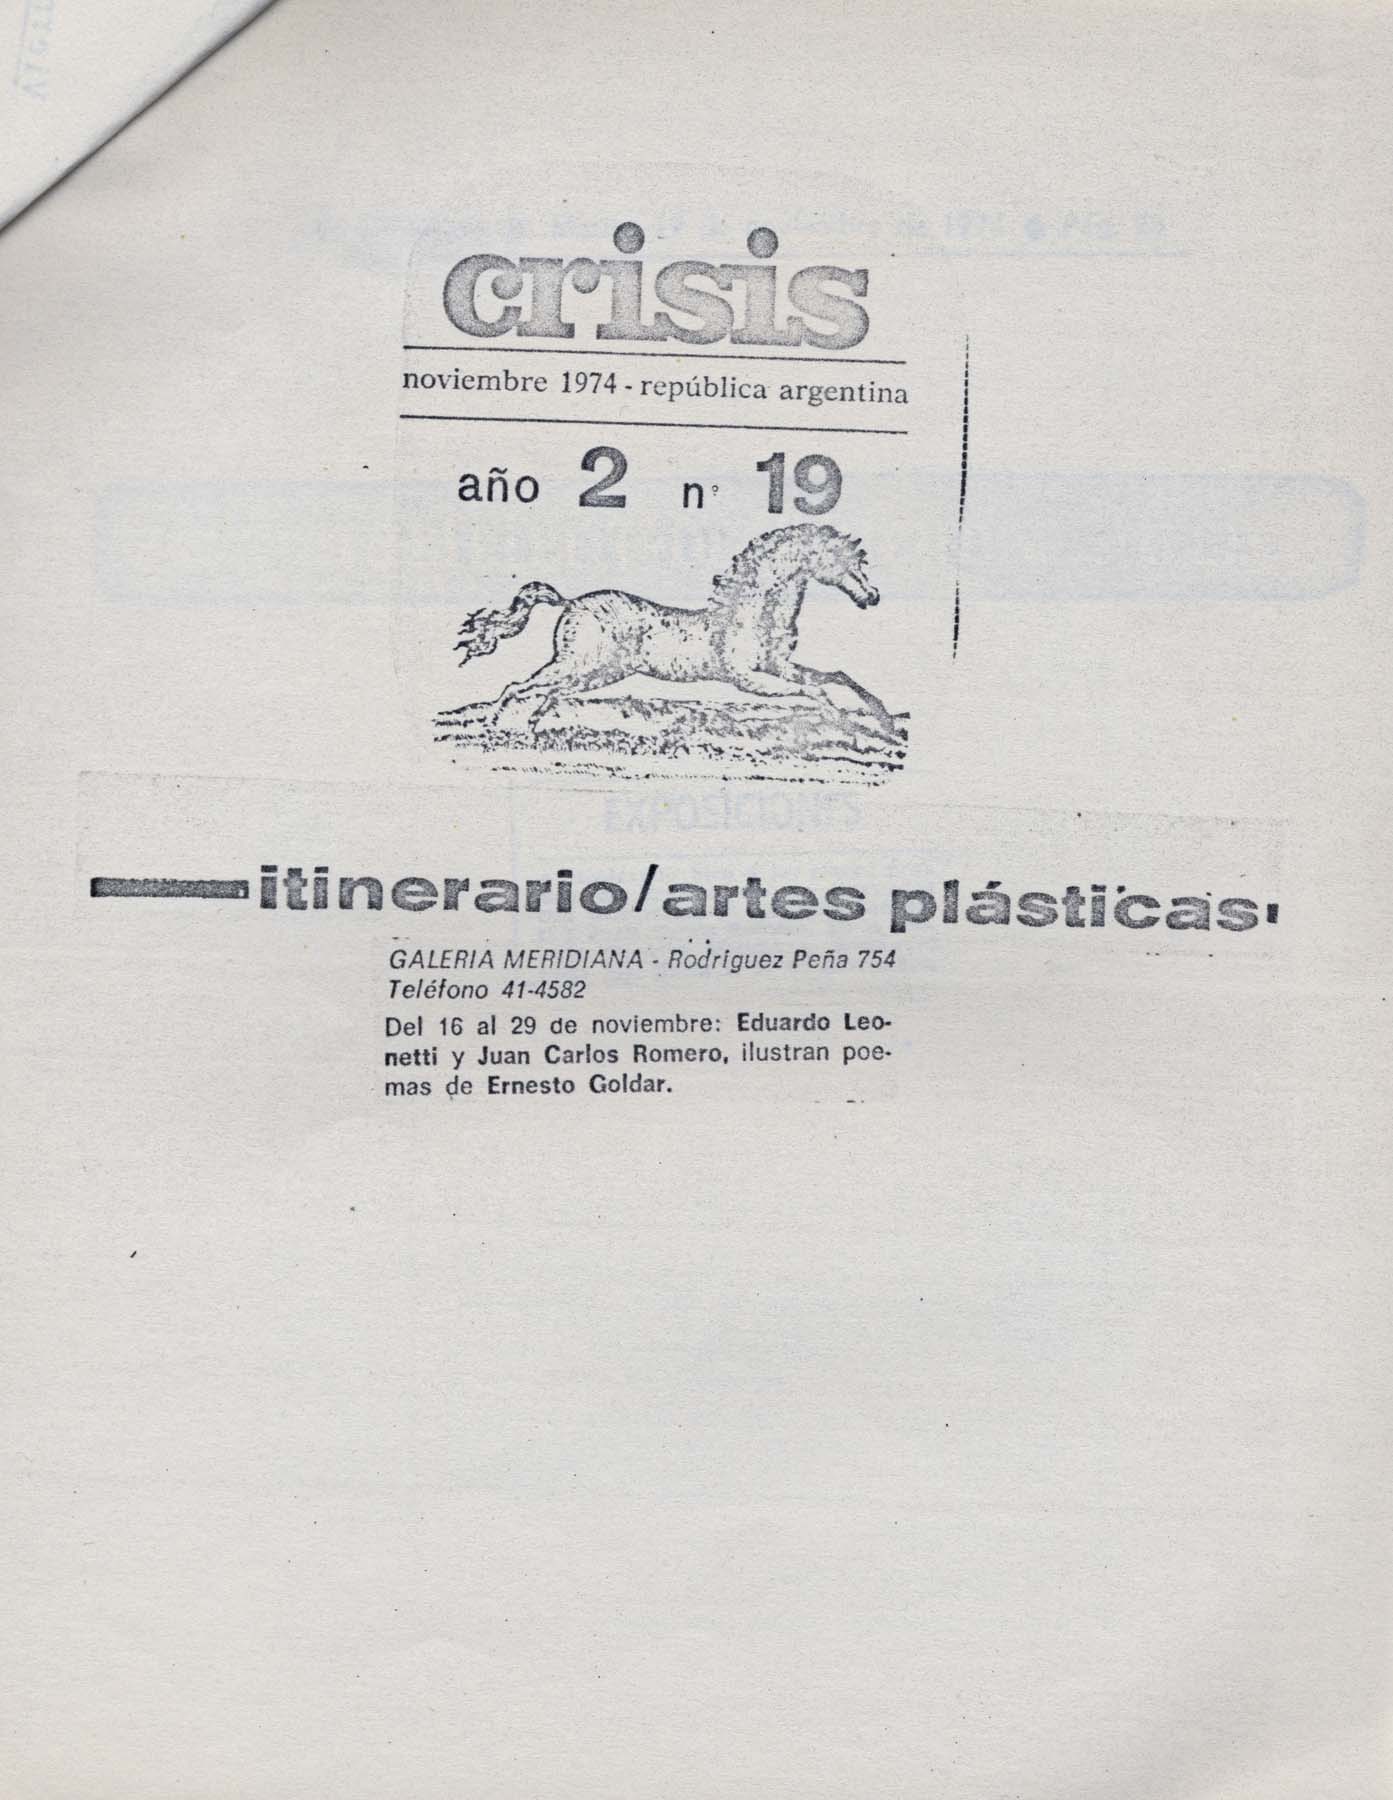 crisis
noviembre 1974 - república argentina
año 2 n° 19
itinerario/artes plásticas
GALERIA MERIDIANA - Rodriguez Peña 754
Teléfono 41-4582
Del 16 al 29 de noviembre: Eduardo Leo-
netti y Juan Carlos Romero, ilustran poe-
mas de Ernesto Goldar.
EXPOSICIONES